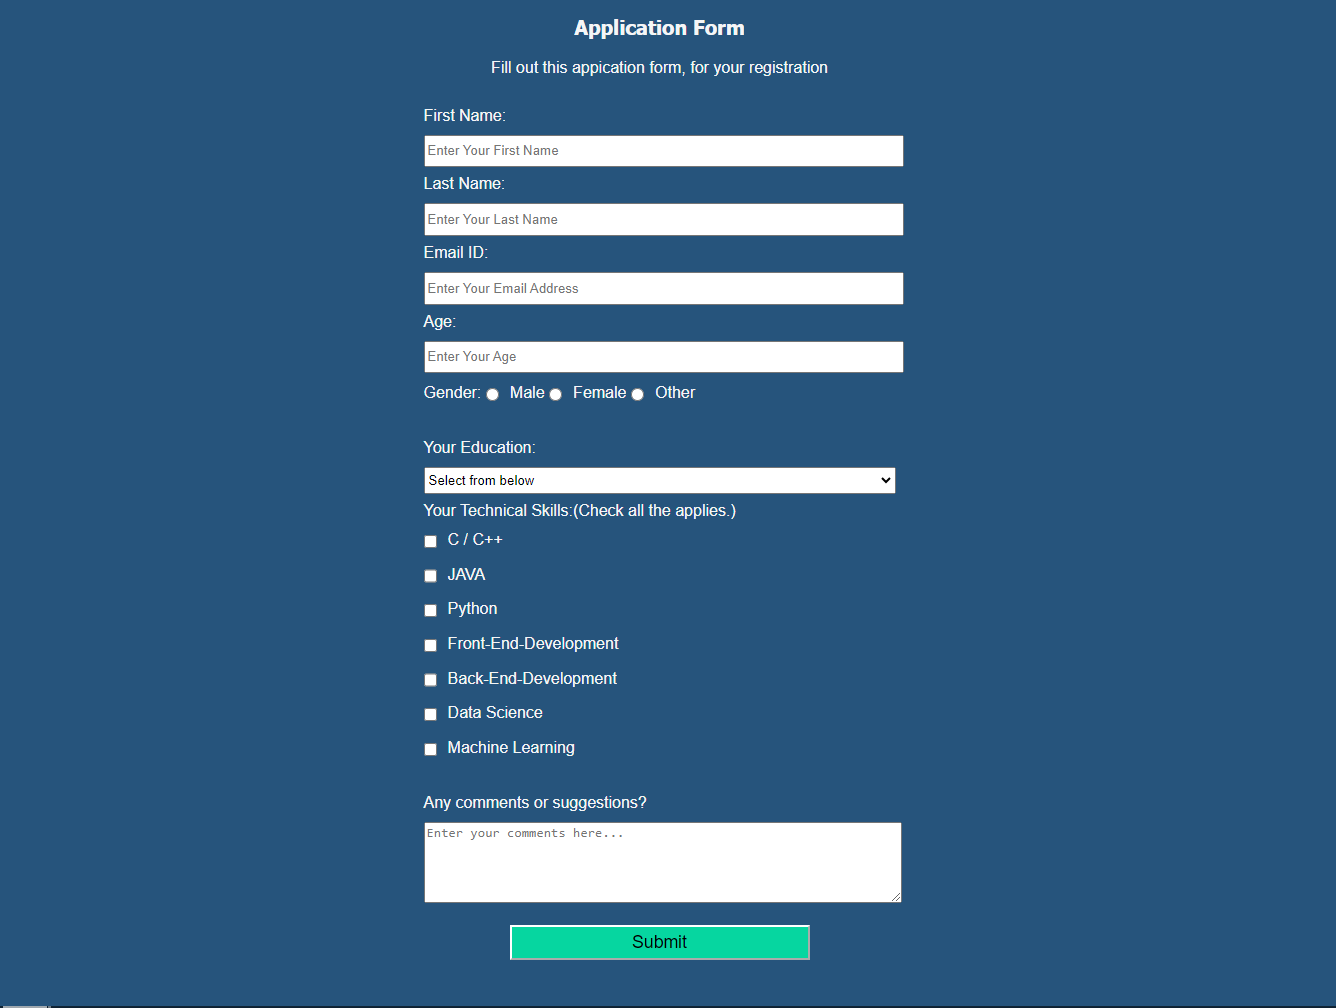 Application Form
Fill out this appication form, for your registration
First Name:
Enter Your First Name
Last Name:
Enter Your Last Name
Email ID:
Enter Your Email Address
Age:
Enter Your Age
Gender: Male Female Other
Your Education:
Select from below
Your Technical Skills:(Check all the applies.)
C / C++
JAVA
Python
Front-End-Development
Back-End-Development
Data Science
Machine Learning
Any comments or suggestions?
Enter your comments here...
Submit